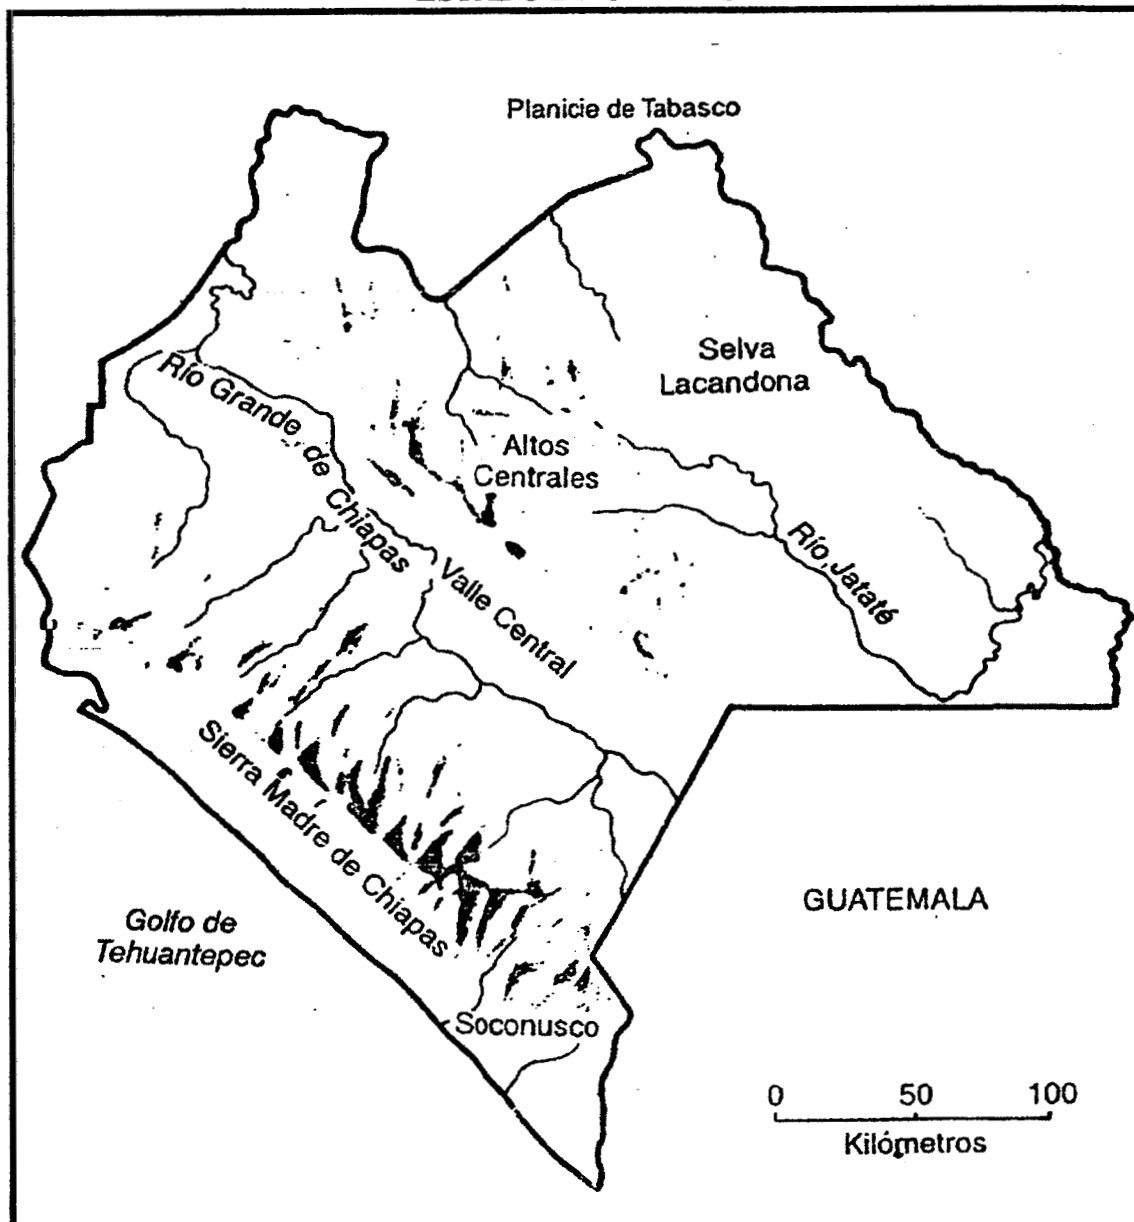 Planicie de Tabasco
Selva
Lacandona
Río Grande de Chiapas
Altos
Centrales
Río Jataté
Valle Central
Sierra Madre de Chiapas
GUATEMALA
Golfo de
Tehuantepec
Soconusco
0 50 100
Kilómetros